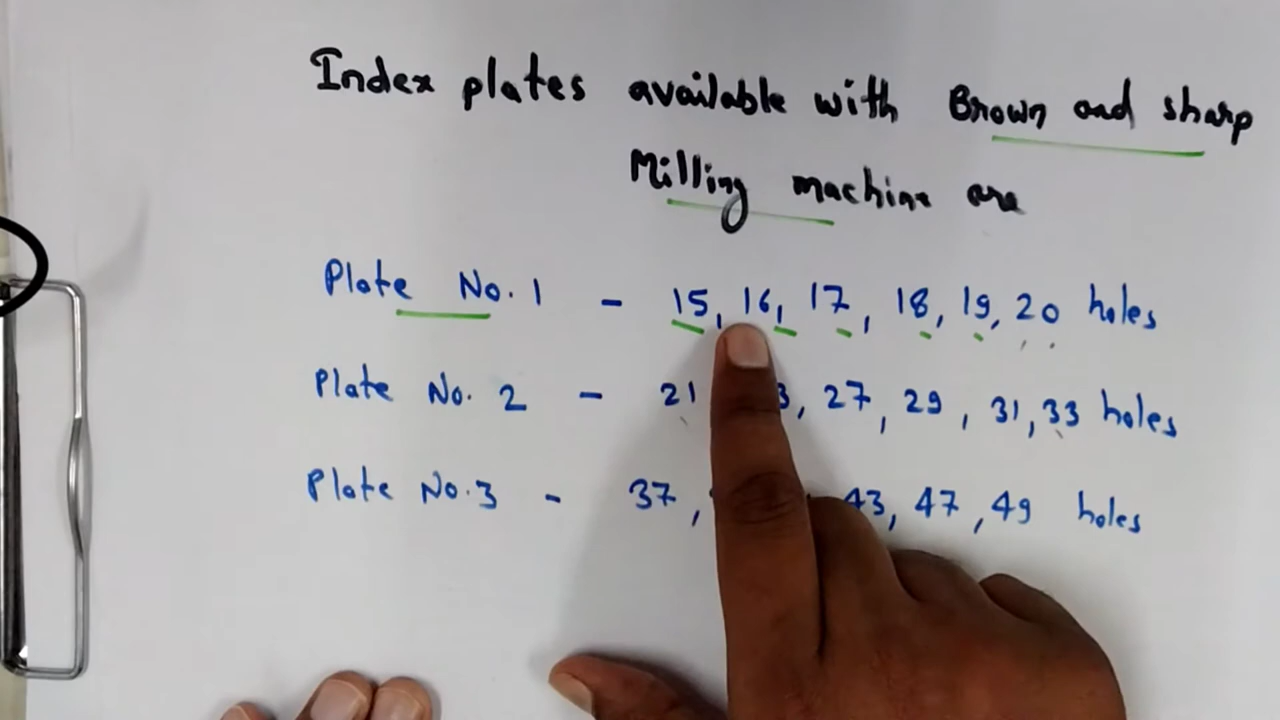 Index plates available with Brown and sharp
Milling machine are
Plate No. 1 - 15, 16, 17, 18, 19, 20 holes
Plate No. 2 - 21 27, 29, 31, 33 holes
Plate No. 3 - 37, 43, 47, 49 holes